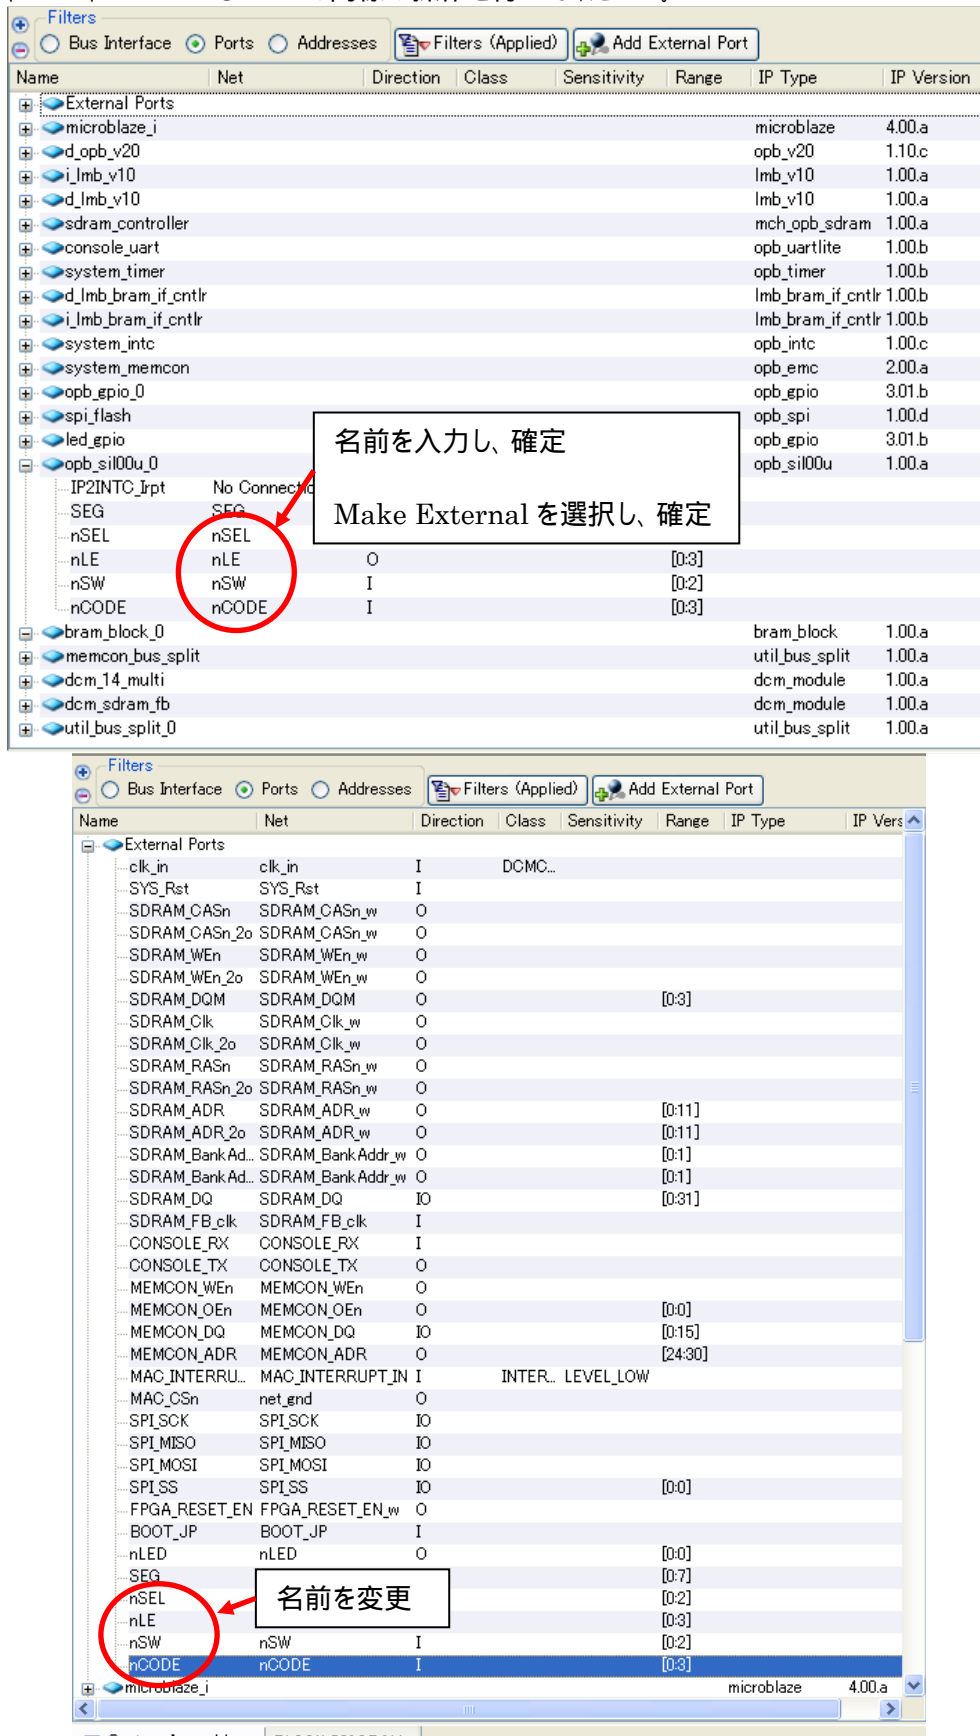 Filters
Bus Interface Ports Addresses Filters (Applied) Add External Port
Name Net Direction Class Sensitivity Range IP Type IP Version
External Ports
microblaze_i microblaze 4.00.a
d_opb_v20 opb_v20 1.10.c
i_lmb_v10 lmb_v10 1.00.a
d_lmb_v10 lmb_v10 1.00.a
sdram_controller mch_opb_sdram 1.00.a
console_uart opb_uartlite 1.00.b
system_timer opb_timer 1.00.b
d_lmb_bram_if_cntlr lmb_bram_if_cntlr 1.00.b
i_lmb_bram_if_cntlr lmb_bram_if_cntlr 1.00.b
system_intc opb_intc 1.00.c
system_memcon opb_emc 2.00.a
opb_gpio_0 opb_gpio 3.01.b
spi_flash opb_spi 1.00.d
led_gpio opb_gpio 3.01.b
opb_sil00u_0 opb_sil00u 1.00.a
名前を入力し、確定
Make External を選択し、確定
IP2INTC_Irpt No Connectio
SEG SEG
nSEL nSEL
nLE nLE O [0:3]
nSW nSW I [0:2]
nCODE nCODE I [0:3]
bram_block_0 bram_block 1.00.a
memcon_bus_split util_bus_split 1.00.a
dcm_14_multi dcm_module 1.00.a
dcm_sdram_fb dcm_module 1.00.a
util_bus_split_0 util_bus_split 1.00.a
Filters
Bus Interface Ports Addresses Filters (Applied) Add External Port
Name Net Direction Class Sensitivity Range IP Type IP Vers
External Ports
clk_in clk_in I DCMC...
SYS_Rst SYS_Rst I
SDRAM_CASn SDRAM_CASn_w O
SDRAM_CASn_2o SDRAM_CASn_w O
SDRAM_WEn SDRAM_WEn_w O
SDRAM_WEn_2o SDRAM_WEn_w O
SDRAM_DQM SDRAM_DQM O [0:3]
SDRAM_Clk SDRAM_Clk_w O
SDRAM_Clk_2o SDRAM_Clk_w O
SDRAM_RASn SDRAM_RASn_w O
SDRAM_RASn_2o SDRAM_RASn_w O
SDRAM_ADR SDRAM_ADR_w O [0:11]
SDRAM_ADR_2o SDRAM_ADR_w O [0:11]
SDRAM_BankAd... SDRAM_BankAddr_w O [0:1]
SDRAM_BankAd... SDRAM_BankAddr_w O [0:1]
SDRAM_DQ SDRAM_DQ IO [0:31]
SDRAM_FB_clk SDRAM_FB_clk I
CONSOLE_RX CONSOLE_RX I
CONSOLE_TX CONSOLE_TX O
MEMCON_WEn MEMCON_WEn O
MEMCON_OEn MEMCON_OEn O [0:0]
MEMCON_DQ MEMCON_DQ IO [0:15]
MEMCON_ADR MEMCON_ADR O [24:30]
MAC_INTERRU... MAC_INTERRUPT_IN I INTER... LEVEL_LOW
MAC_CSn net_gnd O
SPI_SCK SPI_SCK IO
SPI_MISO SPI_MISO IO
SPI_MOSI SPI_MOSI IO
SPI_SS SPI_SS IO [0:0]
FPGA_RESET_EN FPGA_RESET_EN_w O
BOOT_JP BOOT_JP I
nLED nLED O [0:0]
SEG [0:7]
nSEL [0:2]
名前を変更
nLE [0:3]
nSW nSW I [0:2]
nCODE nCODE I [0:3]
microblaze_i microblaze 4.00.a